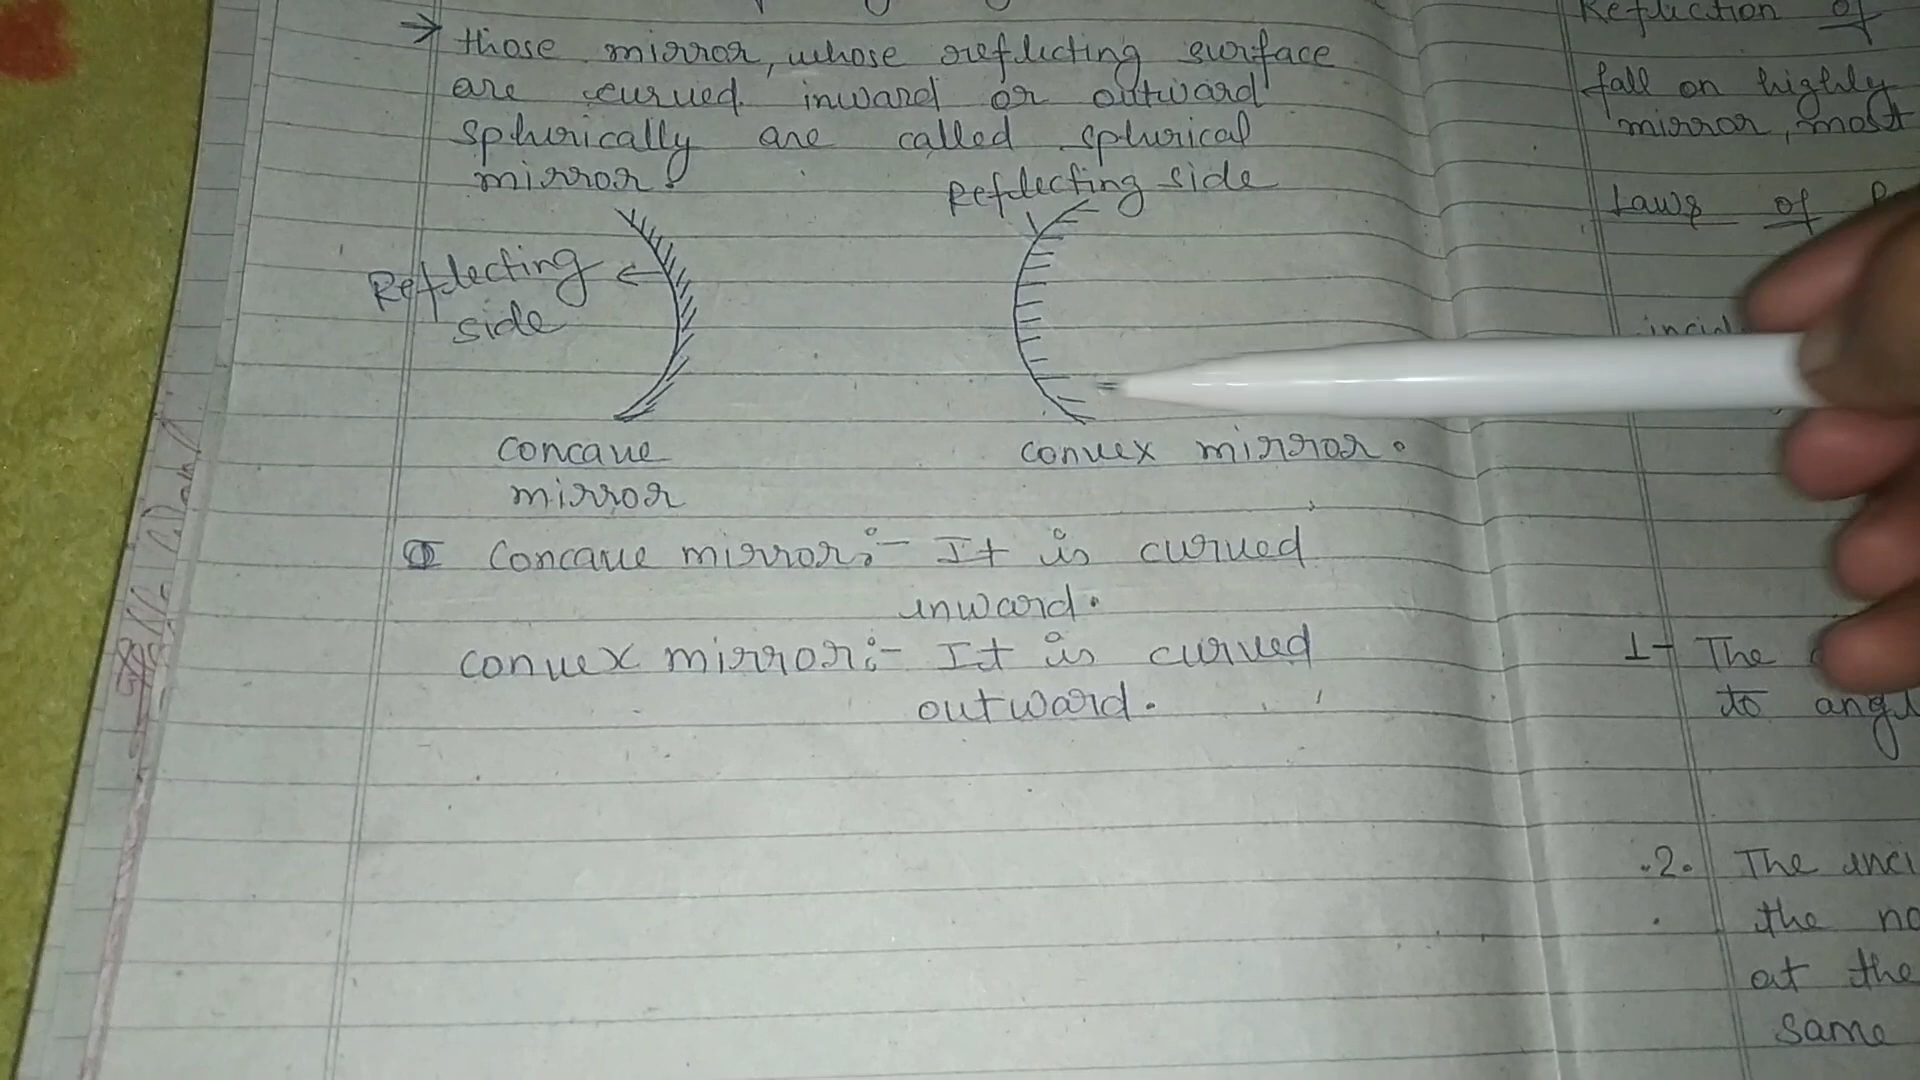 → those mirror, whose reflecting surface
are curved inward or outward
spherically are called spherical
mirror.
Reflecting side
Reflecting
side
concave
mirror
convex mirror.
concave mirror:- It is curved
inward.
convex mirror:- It is curved
outward.
Reflection of
fall on highly
mirror, most
Laws of
1- The
to angl
.2. The inci
the no
at the
same